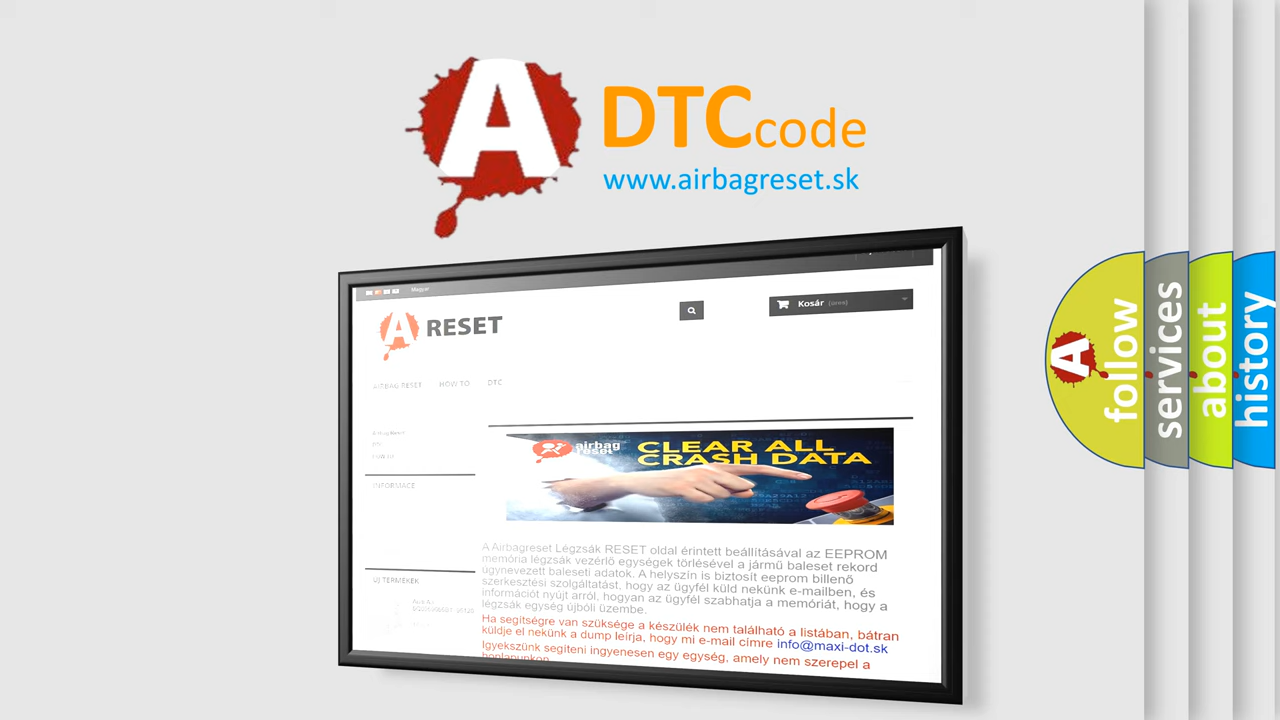 A DTCcode
www.airbagreset.sk
Magyar
A RESET
Kosár (üres)
AIRBAG RESET HOW TO DTC
INFORMACE
ÚJ TERMÉKEK
airbag
reset
CLEAR ALL
CRASH DATA
A Airbagreset Légzsák RESET oldal érintett beállításával az EEPROM
memória légzsák vezérlő egységek törlésével a jármű baleset rekord
úgynevezett baleseti adatok. A helyszín is biztosít eeprom billenő
szerkesztési szolgáltatást, hogy az ügyfél küld nekünk e-mailben, és
információt nyújt arról, hogyan az ügyfél szabhatja a memóriát, hogy a
légzsák egység újbóli üzembe.
Ha segítségre van szüksége a készülék nem található a listában, bátran
küldje el nekünk a dump leírja, hogy mi e-mail címre info@maxi-dot.sk
Igyekszünk segíteni ingyenesen egy egység, amely nem szerepel a
honlapunkon
A follow
services
about
history